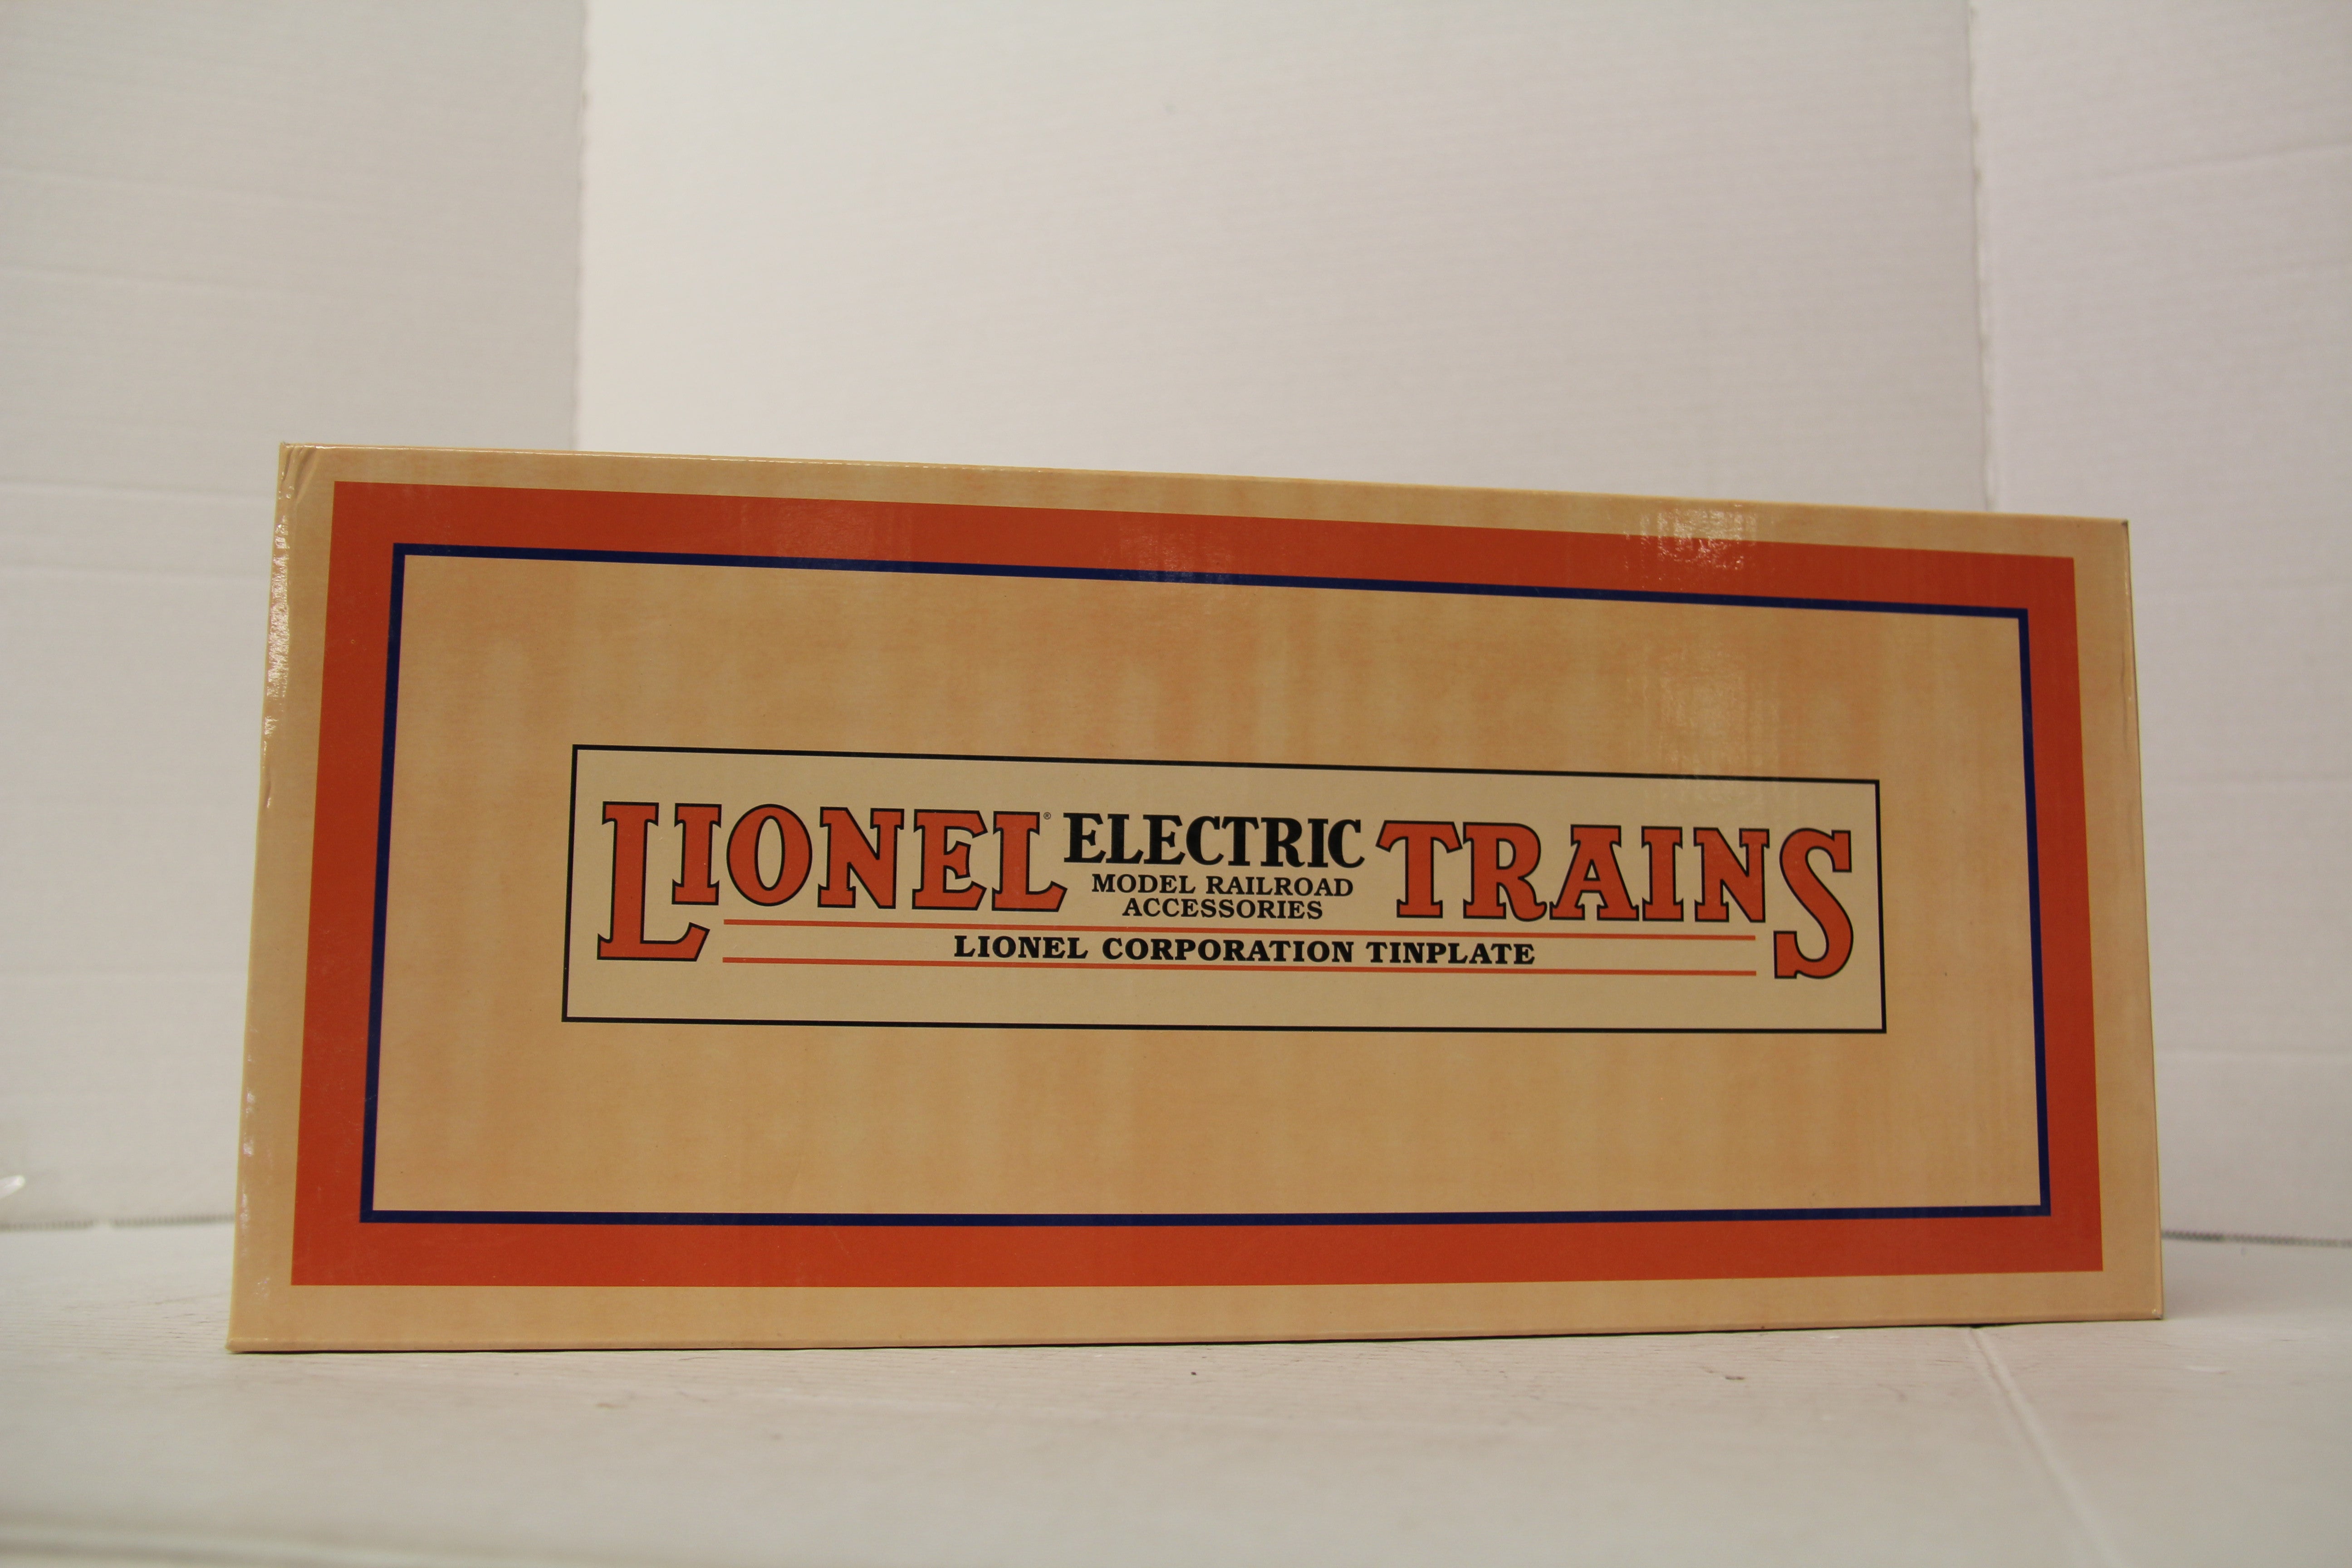 LIONEL® ELECTRIC TRAINS
MODEL RAILROAD
ACCESSORIES
LIONEL CORPORATION TINPLATE